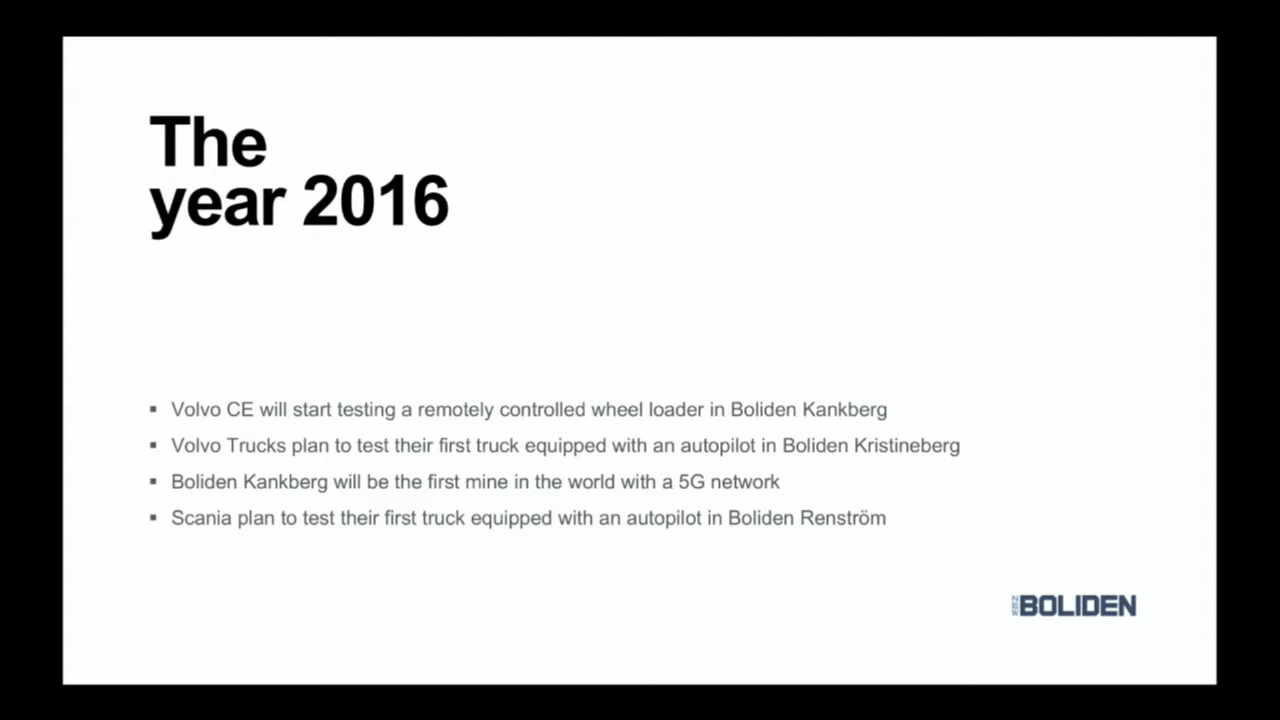 The
year 2016
▪ Volvo CE will start testing a remotely controlled wheel loader in Boliden Kankberg
▪ Volvo Trucks plan to test their first truck equipped with an autopilot in Boliden Kristineberg
▪ Boliden Kankberg will be the first mine in the world with a 5G network
▪ Scania plan to test their first truck equipped with an autopilot in Boliden Renström
BOLIDEN